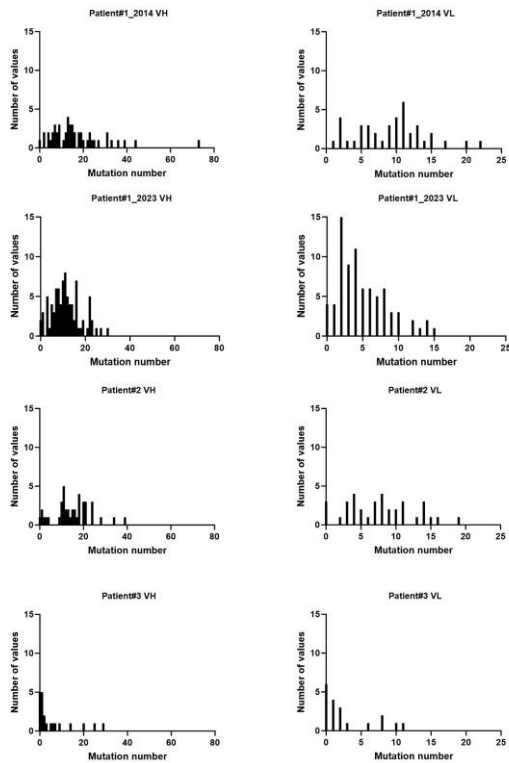 Patient#1_2014 VH
Number of values
15
10
5
0
0 20 40 60 80
Mutation number
Patient#1_2014 VL
Number of values
15
10
5
0
0 5 10 15 20 25
Mutation number
Patient#1_2023 VH
Number of values
15
10
5
0
0 20 40 60 80
Mutation number
Patient#1_2023 VL
Number of values
15
10
5
0
0 5 10 15 20 25
Mutation number
Patient#2 VH
Number of values
15
10
5
0
0 20 40 60 80
Mutation number
Patient#2 VL
Number of values
15
10
5
0
0 5 10 15 20 25
Mutation number
Patient#3 VH
Number of values
15
10
5
0
0 20 40 60 80
Mutation number
Patient#3 VL
Number of values
15
10
5
0
0 5 10 15 20 25
Mutation number